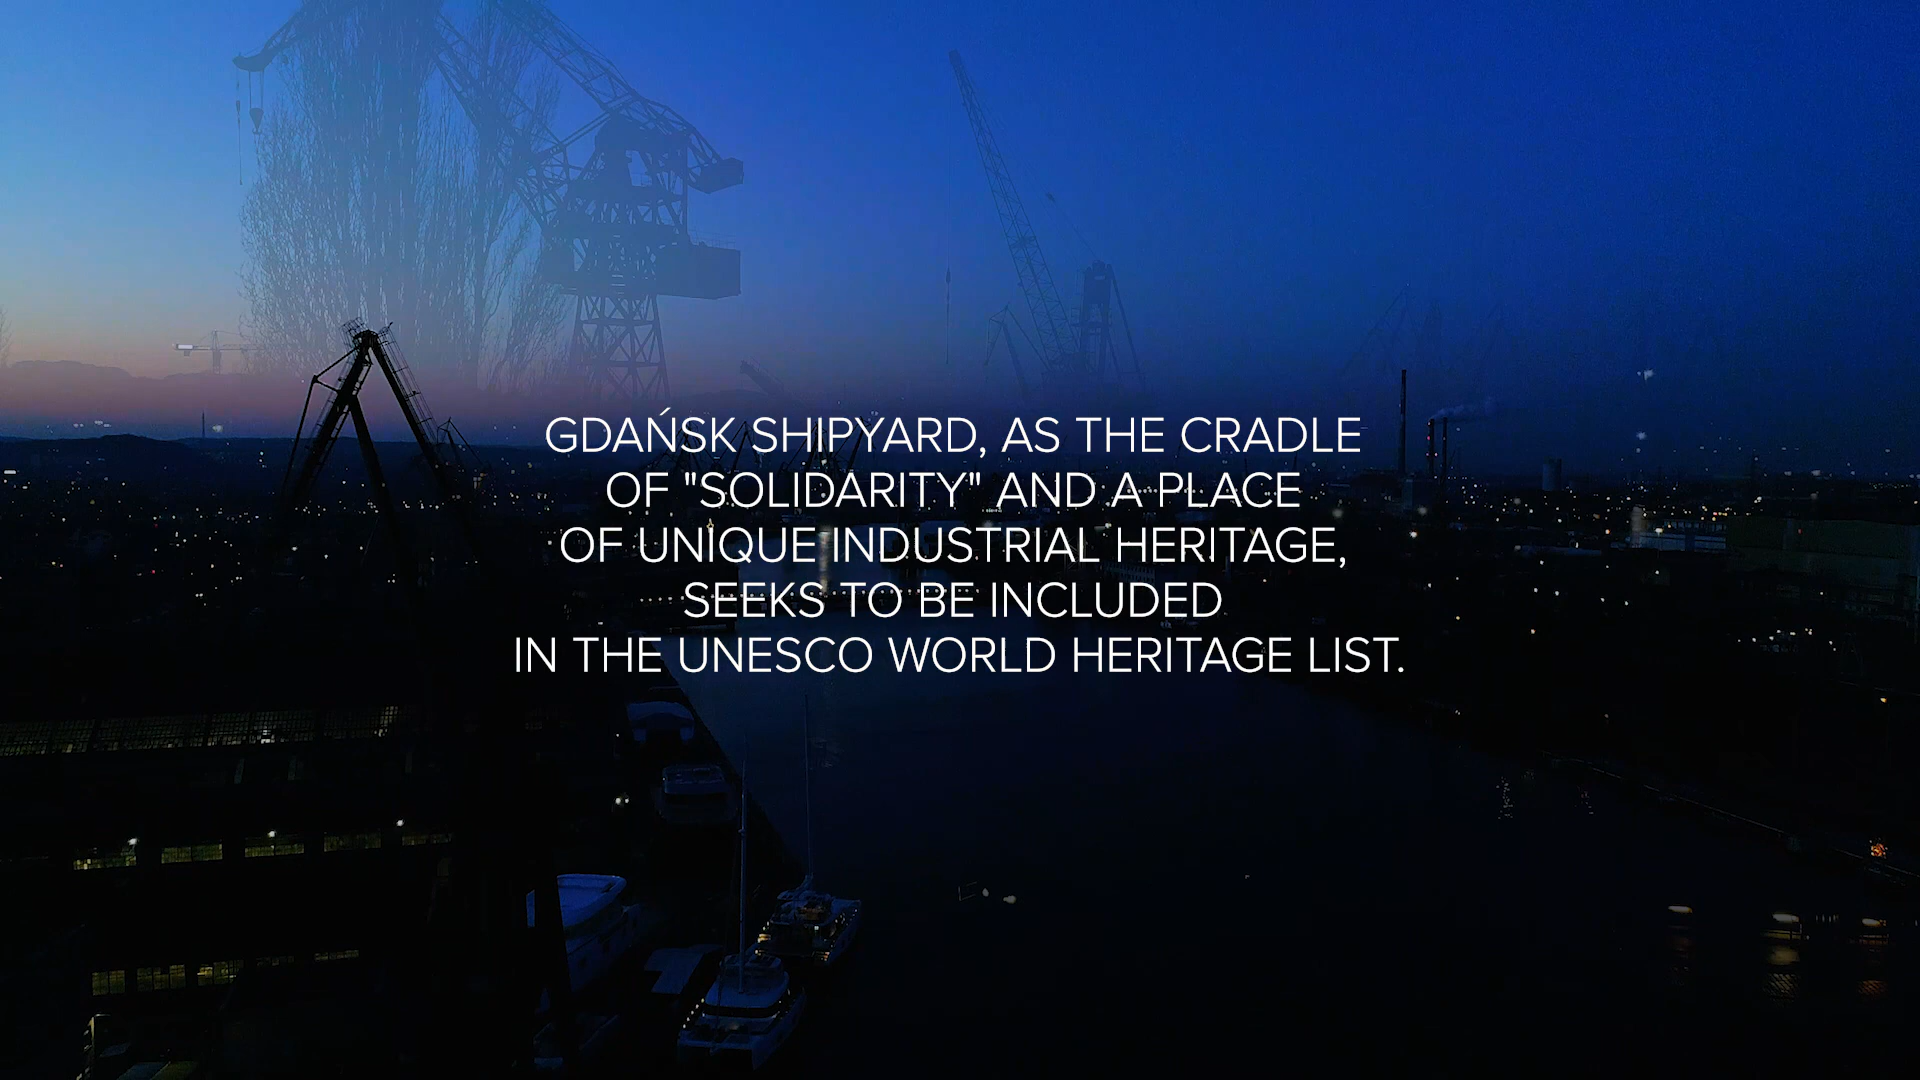 GDAŃSK SHIPYARD, AS THE CRADLE
OF "SOLIDARITY" AND A PLACE
OF UNIQUE INDUSTRIAL HERITAGE,
SEEKS TO BE INCLUDED
IN THE UNESCO WORLD HERITAGE LIST.